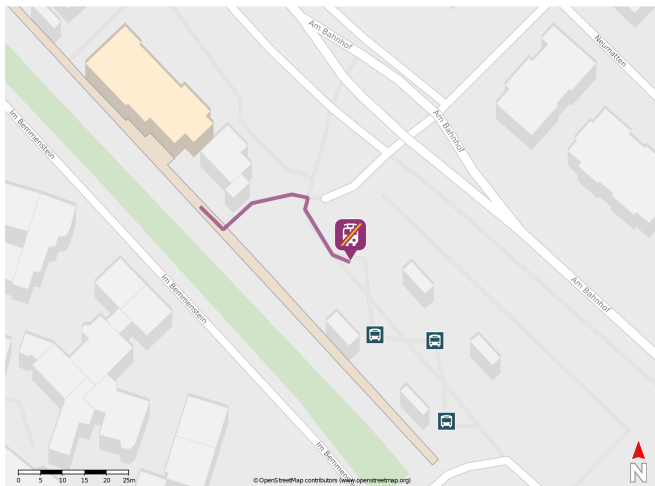 Am Bahnhof
Neumatten
Am Bahnhof
Im Bemmenstein
Im Bemmenstein
Am Bahnhof
Im Bemmen
0 5 10 15 20 25m
© OpenStreetMap contributors (www.openstreetmap.org)
N